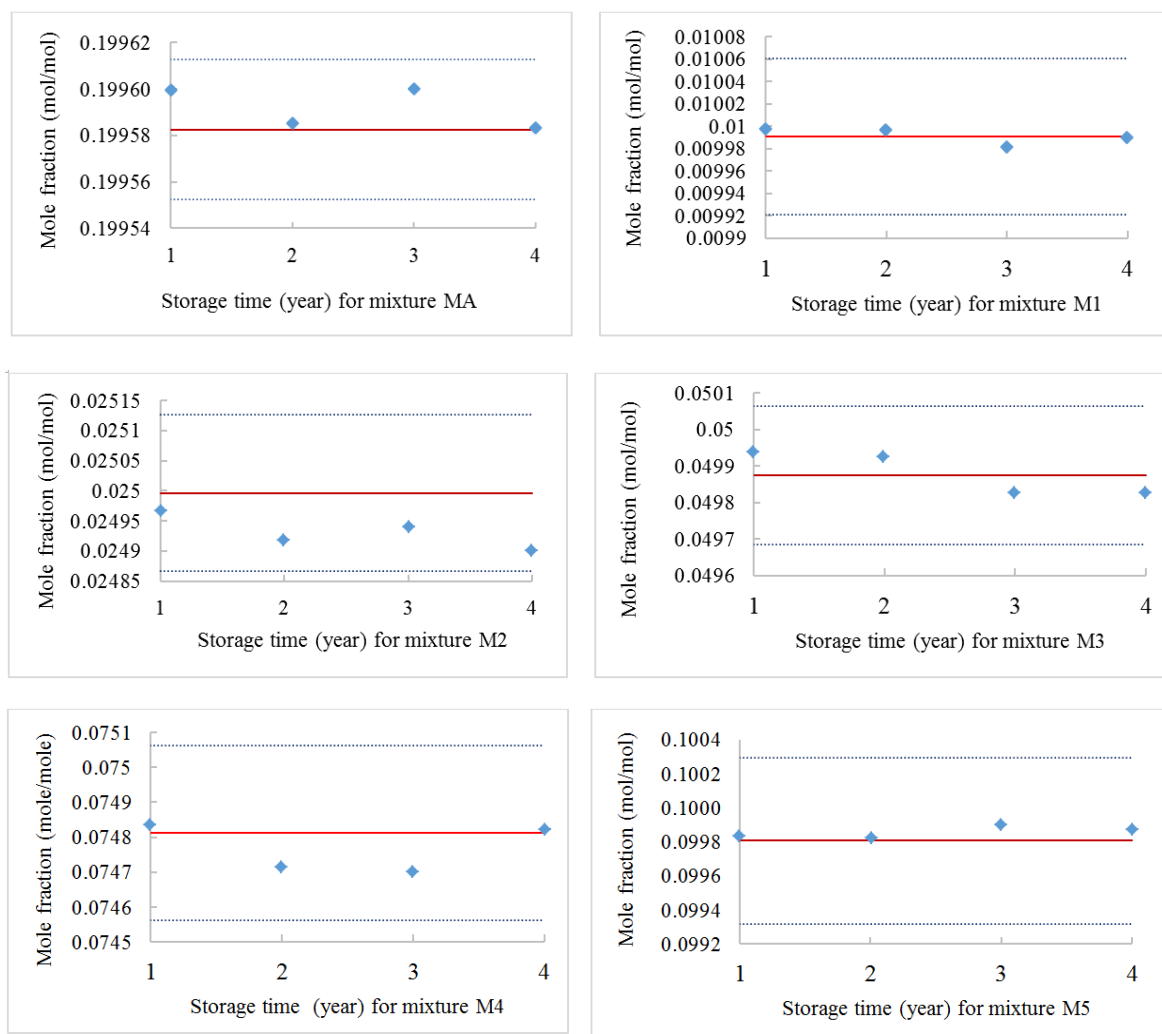 Mole fraction (mol/mol)
0.19962
0.19960
0.19958
0.19956
0.19954
1 2 3 4
Storage time (year) for mixture MA
Mole fraction (mol/mol)
0.01008
0.01006
0.01004
0.01002
0.01
0.00998
0.00996
0.00994
0.00992
0.0099
1 2 3 4
Storage time (year) for mixture M1
Mole fraction (mol/mol)
0.02515
0.0251
0.02505
0.025
0.02495
0.0249
0.02485
1 2 3 4
Storage time (year) for mixture M2
Mole fraction (mol/mol)
0.0501
0.05
0.0499
0.0498
0.0497
0.0496
1 2 3 4
Storage time (year) for mixture M3
Mole fraction (mole/mole)
0.0751
0.075
0.0749
0.0748
0.0747
0.0746
0.0745
1 2 3 4
Storage time (year) for mixture M4
Mole fraction (mol/mol)
0.1004
0.1002
0.1000
0.0998
0.0996
0.0994
0.0992
1 2 3 4
Storage time (year) for mixture M5